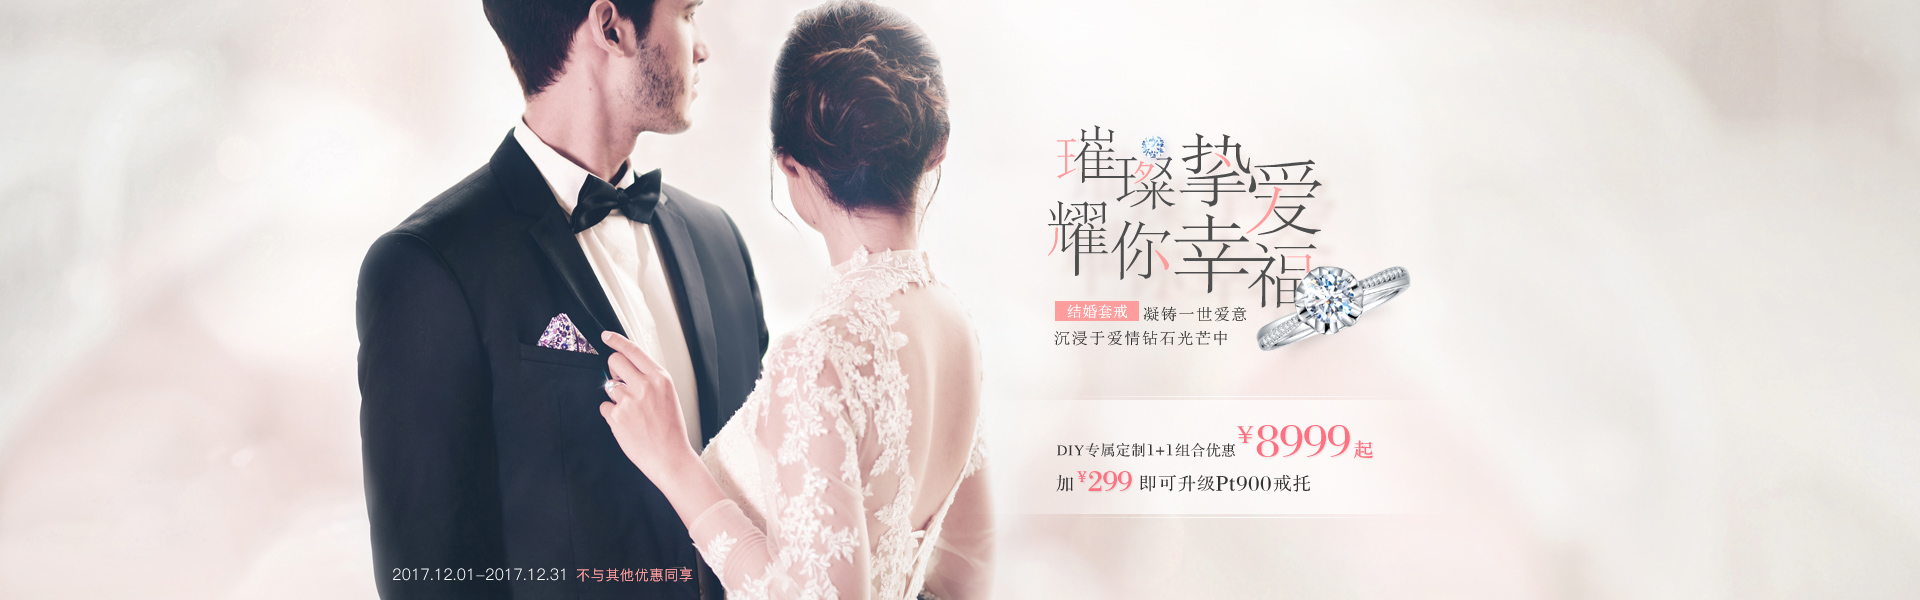 璀璨挚爱
耀你幸福
结婚套戒 凝铸一世爱意
沉浸于爱情钻石光芒中
DIY专属定制1+1组合优惠¥8999起
加¥299即可升级Pt900戒托
2017.12.01-2017.12.31 不与其他优惠同享